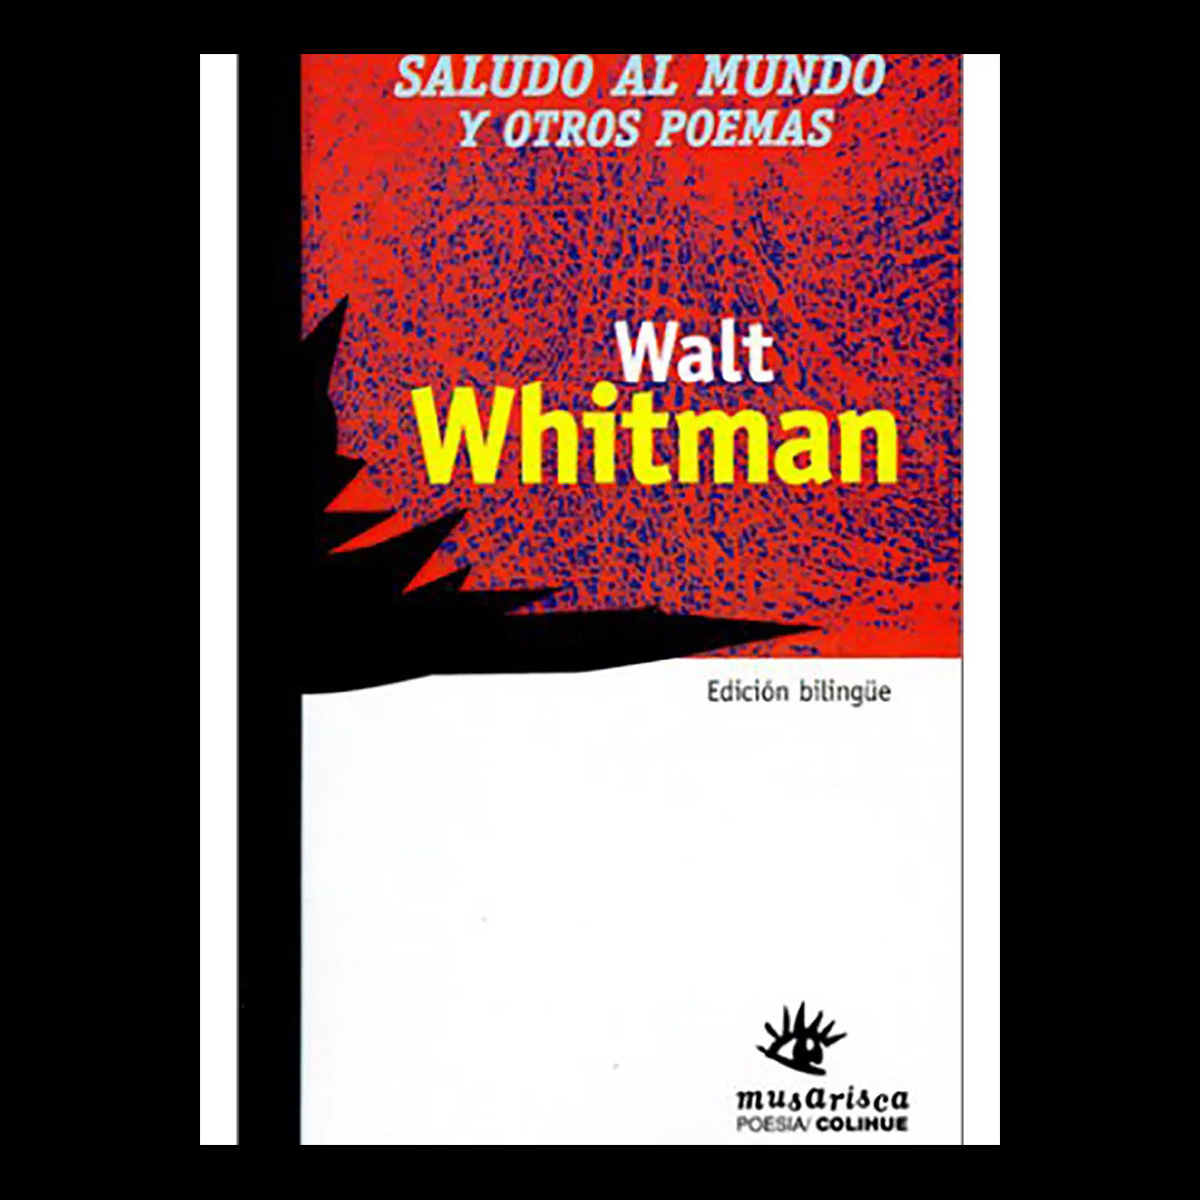 SALUDO AL MUNDO
Y OTROS POEMAS
Walt
Whitman
Edición bilingüe
musarisca
POESIA/ COLIHUE